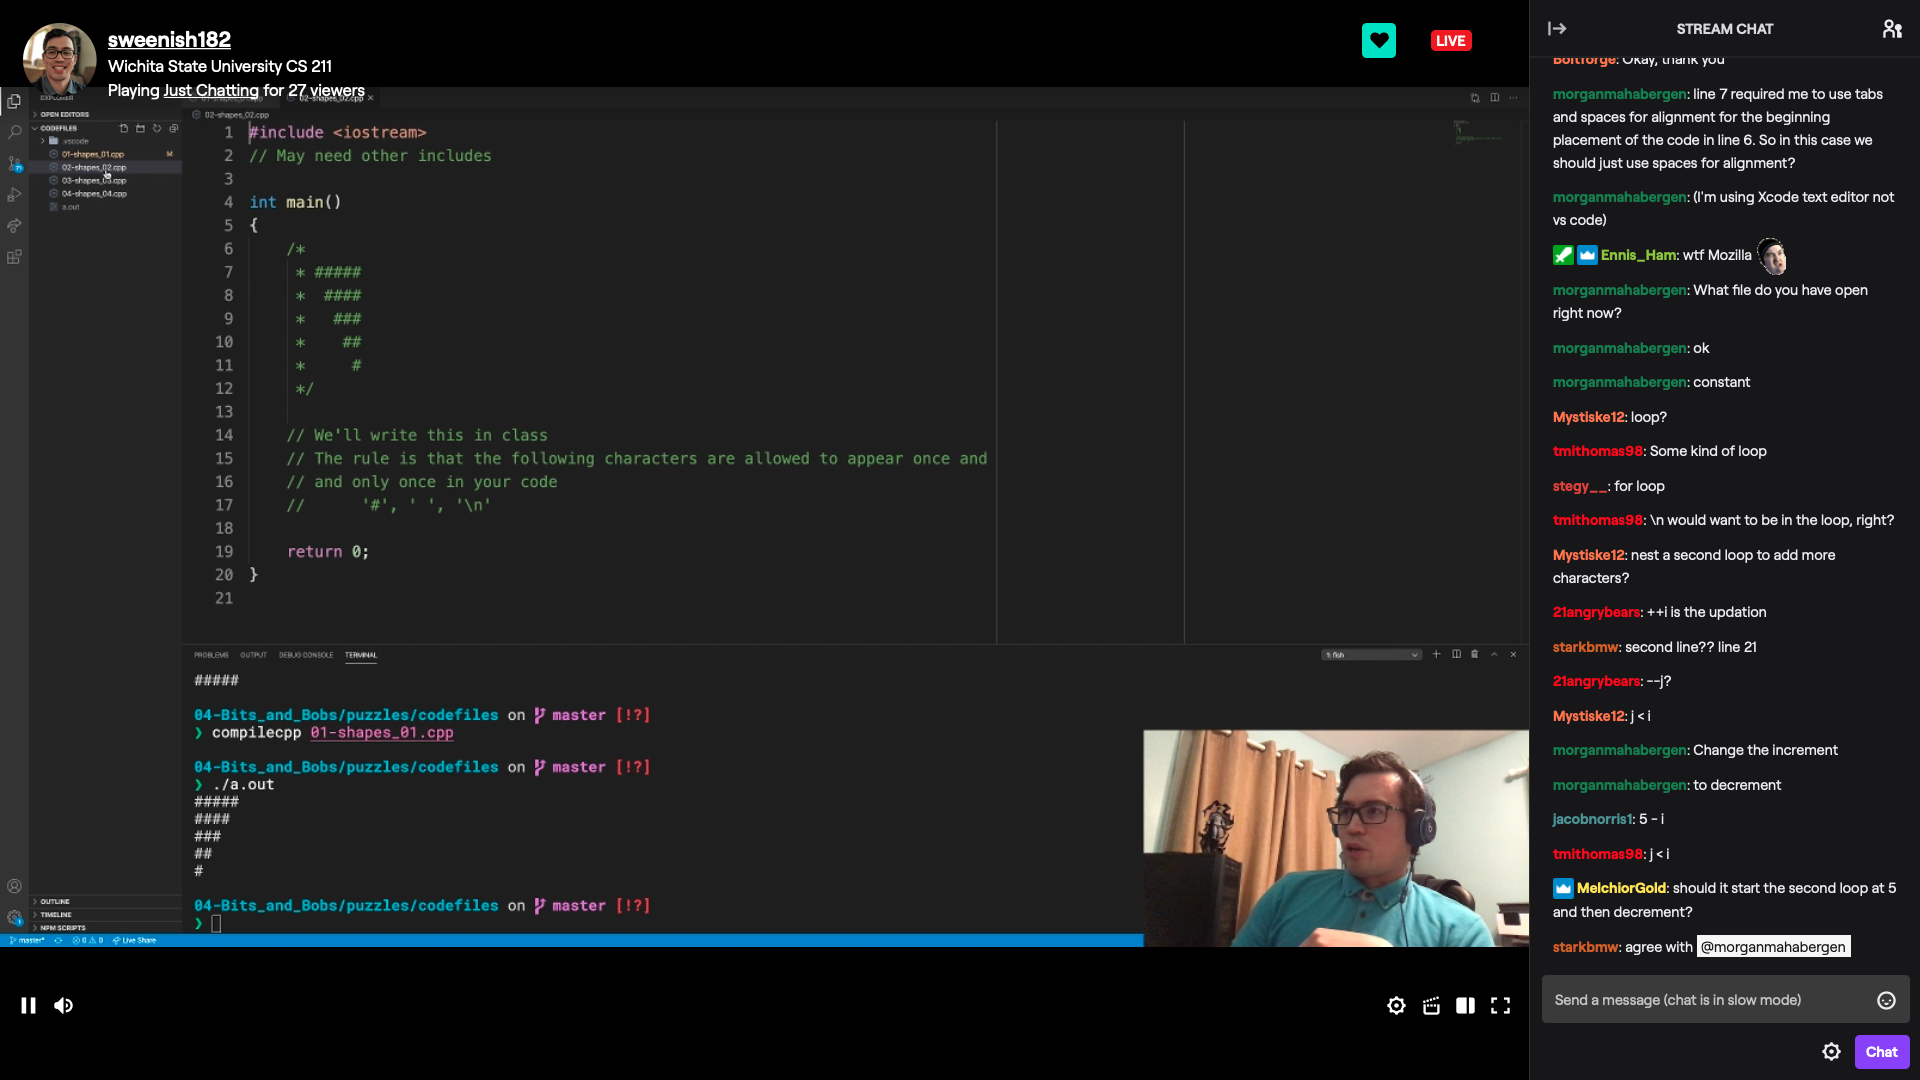 sweenish182
Wichita State University CS 211
Playing Just Chatting for 27 viewers
LIVE
EXPLORER
02-shapes_02.cpp
OPEN EDITORS
02-shapes_02.cpp
CODEFILES
.vscode
01-shapes_01.cpp M
02-shapes_02.cpp
03-shapes_03.cpp
04-shapes_04.cpp
a.out
1 #include <iostream>
2 // May need other includes
3
4 int main()
5 {
6     /*
7      * #####
8      *  ####
9      *   ###
10      *    ##
11      *     #
12      */
13
14     // We'll write this in class
15     // The rule is that the following characters are allowed to appear once and
16     // and only once in your code
17     //      '#', ' ', '\n'
18
19     return 0;
20 }
21
PROBLEMS OUTPUT DEBUG CONSOLE TERMINAL
1: fish
#####
04-Bits_and_Bobs/puzzles/codefiles on master [!?]
❯ compilecpp 01-shapes_01.cpp
04-Bits_and_Bobs/puzzles/codefiles on master [!?]
❯ ./a.out
#####
####
###
##
#
04-Bits_and_Bobs/puzzles/codefiles on master [!?]
❯
OUTLINE
TIMELINE
NPM SCRIPTS
master* 0 0 Live Share
STREAM CHAT
Boltforge: Okay, thank you
morganmahabergen: line 7 required me to use tabs
and spaces for alignment for the beginning
placement of the code in line 6. So in this case we
should just use spaces for alignment?
morganmahabergen: (I'm using Xcode text editor not
vs code)
Ennis_Ham: wtf Mozilla
morganmahabergen: What file do you have open
right now?
morganmahabergen: ok
morganmahabergen: constant
Mystiske12: loop?
tmithomas98: Some kind of loop
stegy__: for loop
tmithomas98: \n would want to be in the loop, right?
Mystiske12: nest a second loop to add more
characters?
21angrybears: ++i is the updation
starkbmw: second line?? line 21
21angrybears: --j?
Mystiske12: j < i
morganmahabergen: Change the increment
morganmahabergen: to decrement
jacobnorris1: 5 - i
tmithomas98: j < i
MelchiorGold: should it start the second loop at 5
and then decrement?
starkbmw: agree with @morganmahabergen
Send a message (chat is in slow mode)
Chat